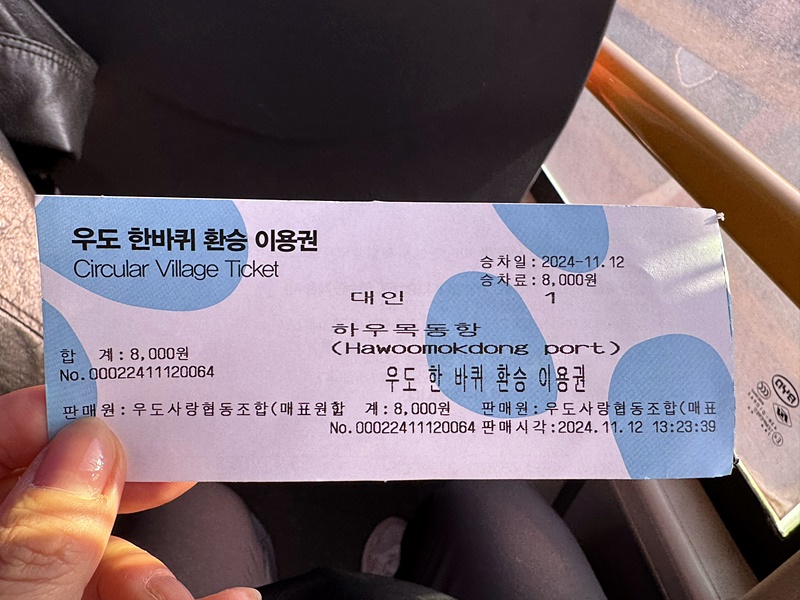 우도 한바퀴 환승 이용권
Circular Village Ticket
승차일:2024-11.12
승차료:8,000원
대인 1
하우목동항
(Hawoomokdong port)
합 계:8,000원
No.00022411120064
우도 한 바퀴 환승 이용권
판매원:우도사랑협동조합(매표원합 계:8,000원 판매원:우도사랑협동조합(매표
No.00022411120064 판매시각:2024.11.12 13:23:39
BYD